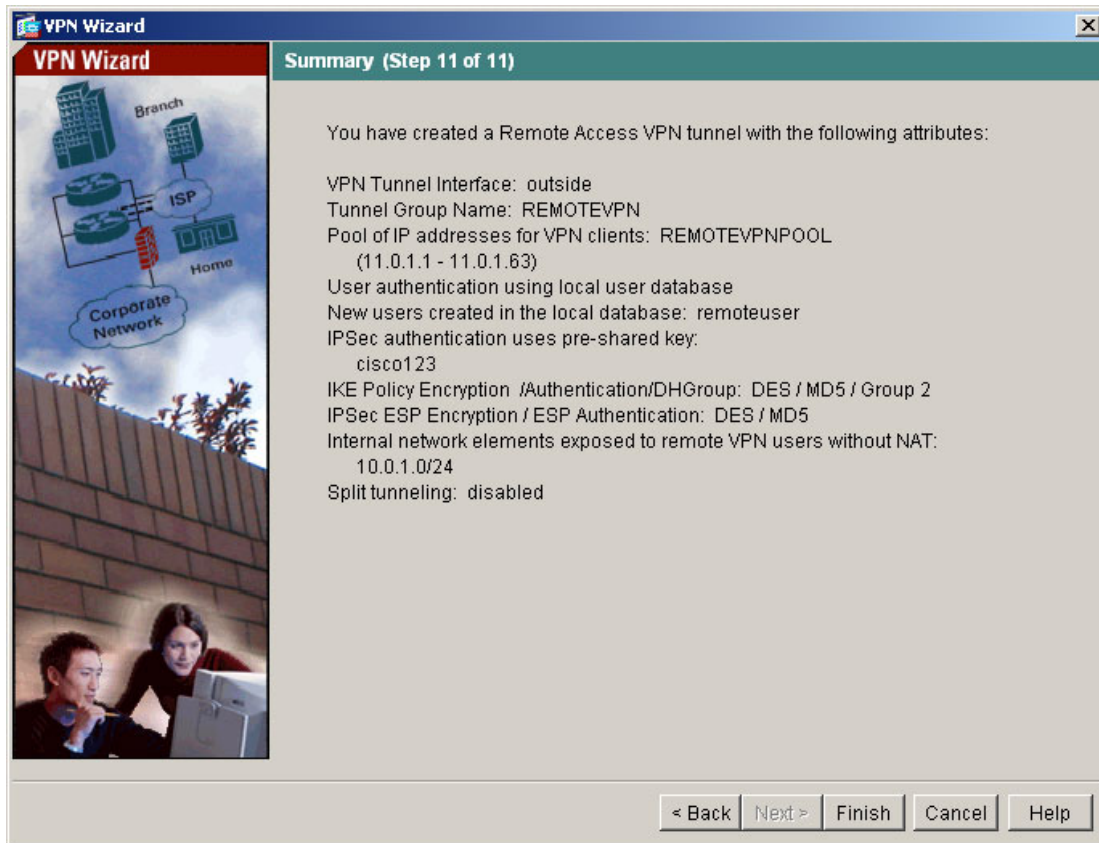 VPN Wizard
VPN Wizard
Branch
ISP
Home
Corporate
Network
Summary (Step 11 of 11)
You have created a Remote Access VPN tunnel with the following attributes:
VPN Tunnel Interface: outside
Tunnel Group Name: REMOTEVPN
Pool of IP addresses for VPN clients: REMOTEVPNPOOL
(11.0.1.1 - 11.0.1.63)
User authentication using local user database
New users created in the local database: remoteuser
IPSec authentication uses pre-shared key:
cisco123
IKE Policy Encryption /Authentication/DHGroup: DES / MD5 / Group 2
IPSec ESP Encryption / ESP Authentication: DES / MD5
Internal network elements exposed to remote VPN users without NAT:
10.0.1.0/24
Split tunneling: disabled
< Back Next > Finish Cancel Help